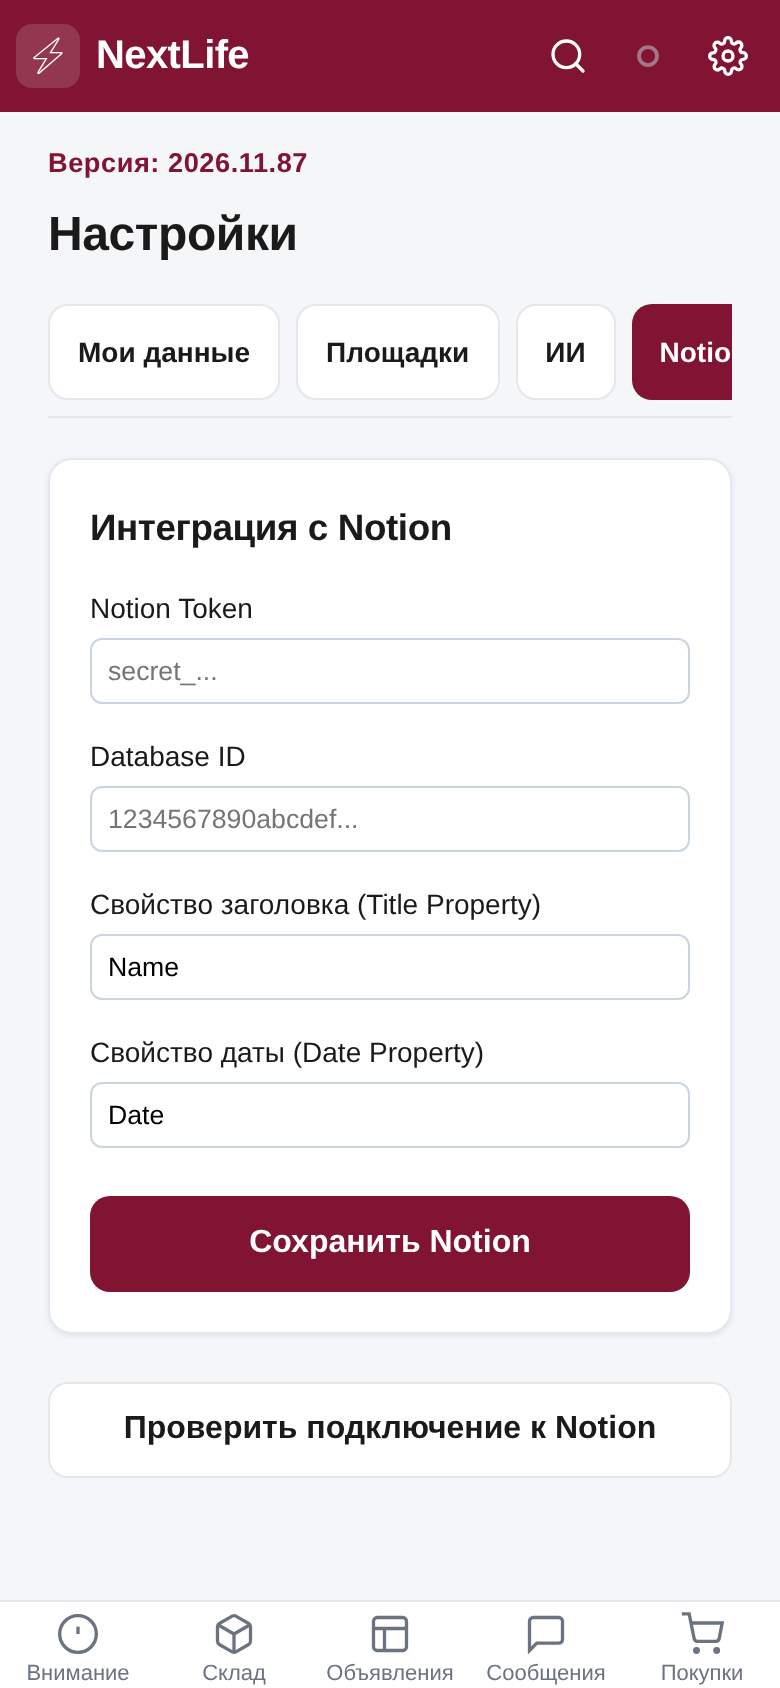 NextLife
Версия: 2026.11.87
Настройки
Мои данные
Площадки
ИИ
Notio
Интеграция с Notion
Notion Token
secret_...
Database ID
1234567890abcdef...
Свойство заголовка (Title Property)
Name
Свойство даты (Date Property)
Date
Сохранить Notion
Проверить подключение к Notion
Внимание
Склад
Объявления
Сообщения
Покупки